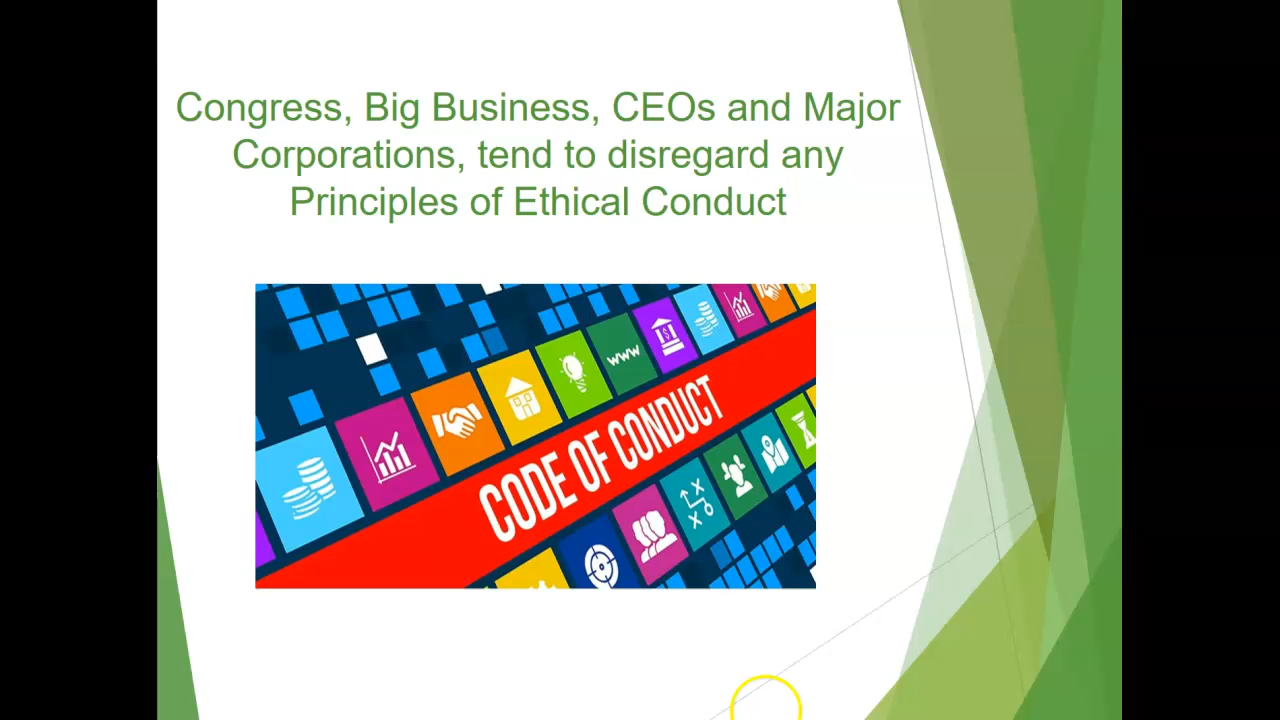 Congress, Big Business, CEOs and Major
Corporations, tend to disregard any
Principles of Ethical Conduct
www
CODE OF CONDUCT